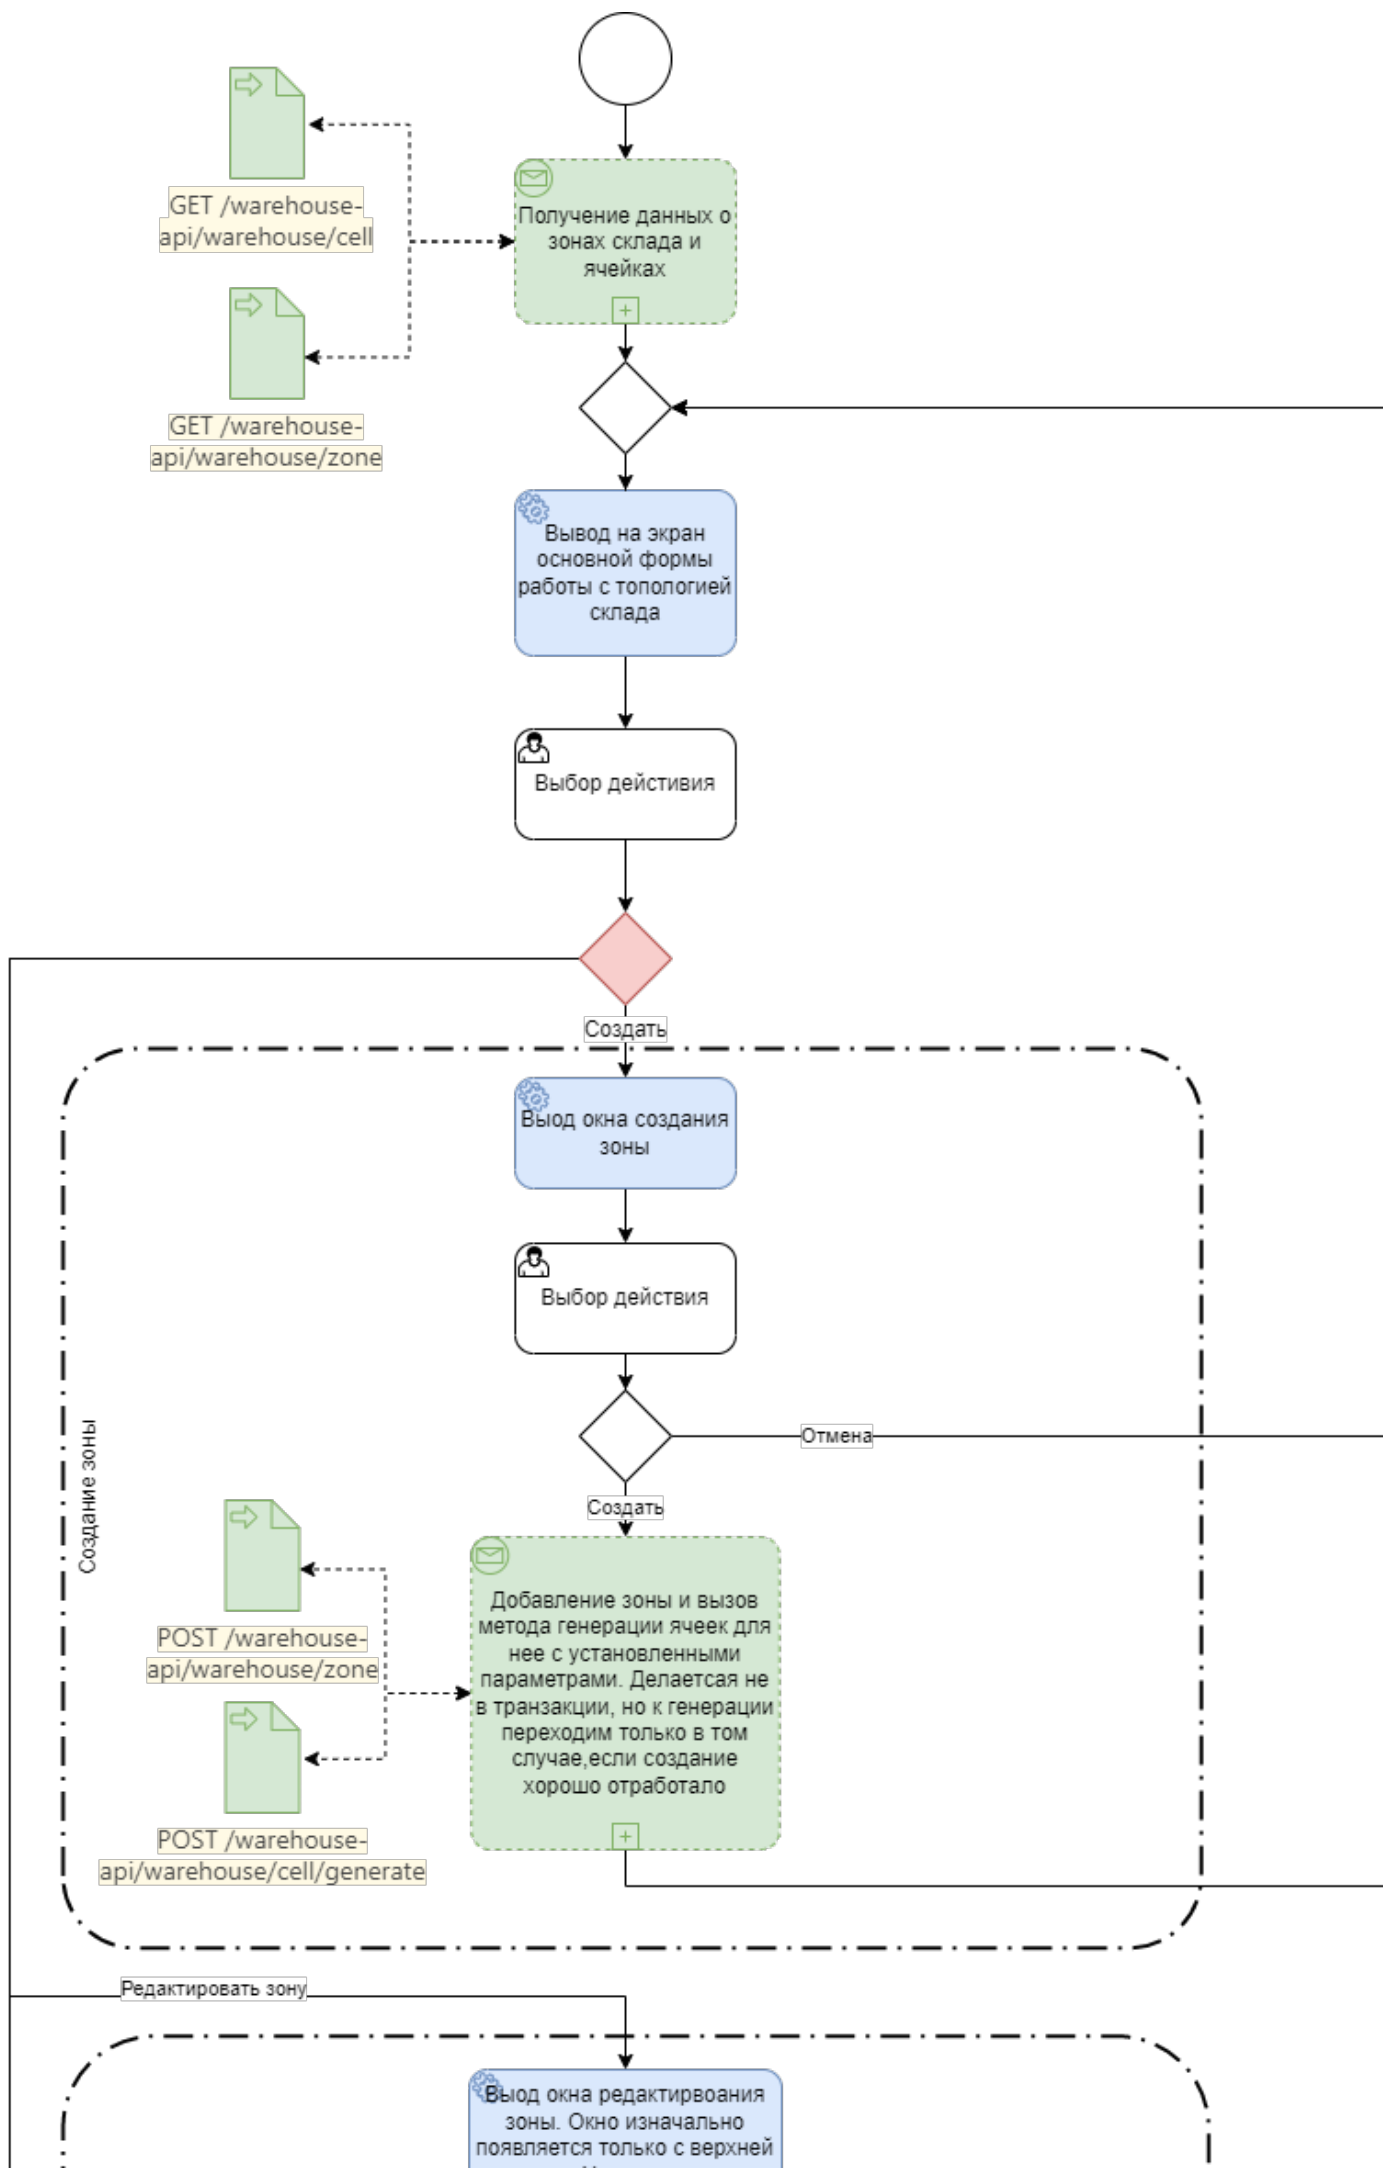 GET /warehouse-
api/warehouse/cell
Получение данных о
зонах склада и
ячейках
GET /warehouse-
api/warehouse/zone
Вывод на экран
основной формы
работы с топологией
склада
Выбор дейстивия
Создать
Выод окна создания
зоны
Выбор действия
Отмена
Создание зоны
Создать
Добавление зоны и вызов
метода генерации ячеек для
нее с установленными
параметрами. Делаетсая не
в транзакции, но к генерации
переходим только в том
случае,если создание
хорошо отработало
POST /warehouse-
api/warehouse/zone
POST /warehouse-
api/warehouse/cell/generate
Редактировать зону
Выод окна редактирвоания
зоны. Окно изначально
появляется только с верхней